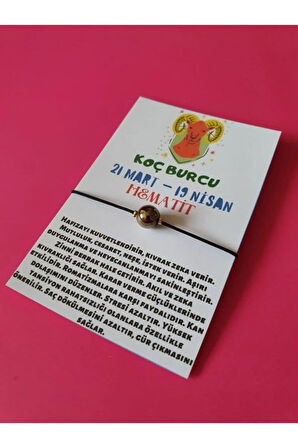 KOÇ BURCU
21 MART – 19 NİSAN
HEMATİT
HAFIZAYI KUVVETLENDİRİR, KIVRAK ZEKA VERİR.
MUTLULUK, CESARET, NEŞE, İSTEK VERİR. AŞIRI
DUYGULANMA VE HEYECANLANMAYI SAKİNLEŞTİRİR.
ZİHNİ BERRAK HALE GETİRİR. AKIL VE ZEKA
KIVRAKLIĞI SAĞLAR. KARAR VERME GÜÇLÜKLERİNDE
ETKİLİDİR. ROMATİZMALARA KARŞI FAYDALIDIR. KAN
DOLAŞIMINI DÜZENLER. STRESİ AZALTIR. YÜKSEK
TANSİYON RAHATSIZLIĞI OLANLARA ÖZELLİKLE
ÖNERİLİR. SAÇ DÖKÜLMESİNİ AZALTIR, GÜR ÇIKMASINI
SAĞLAR.